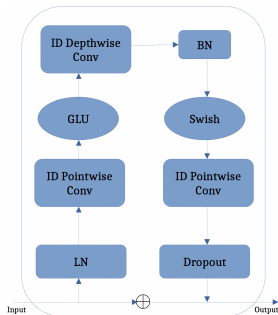 ID Depthwise
Conv
BN
GLU
Swish
ID Pointwise
Conv
ID Pointwise
Conv
LN
Dropout
Input
Output